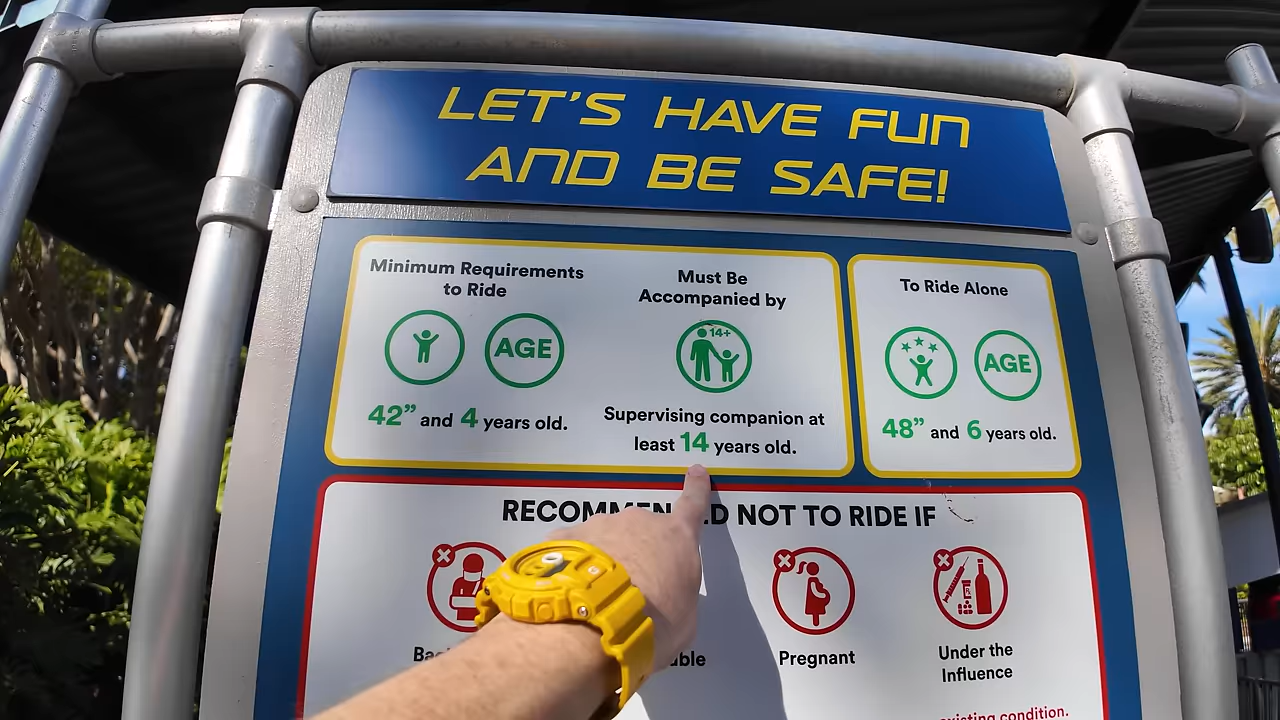 LET'S HAVE FUN
AND BE SAFE!
Minimum Requirements
to Ride
AGE
42” and 4 years old.
Must Be
Accompanied by
14+
Supervising companion at
least 14 years old.
To Ride Alone
AGE
48” and 6 years old.
NOT TO RIDE IF
Pregnant
Under the
Influence
condition.